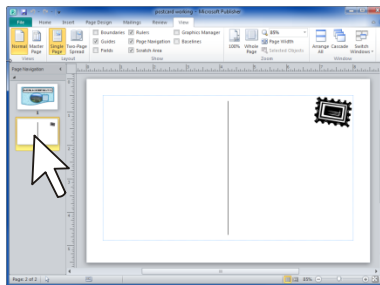 postcard working - Microsoft Publisher
File Home Insert Page Design Mailings Review View
Normal Master Page Single Page Two-Page Spread
Boundaries Rulers Graphics Manager
Guides Page Navigation Baselines
Fields Scratch Area
100% Whole Page 89%
Page Width
Selected Objects
Arrange All Cascade Switch Windows
Views Layout Show Zoom Window
Page Navigation
Page: 2 of 2